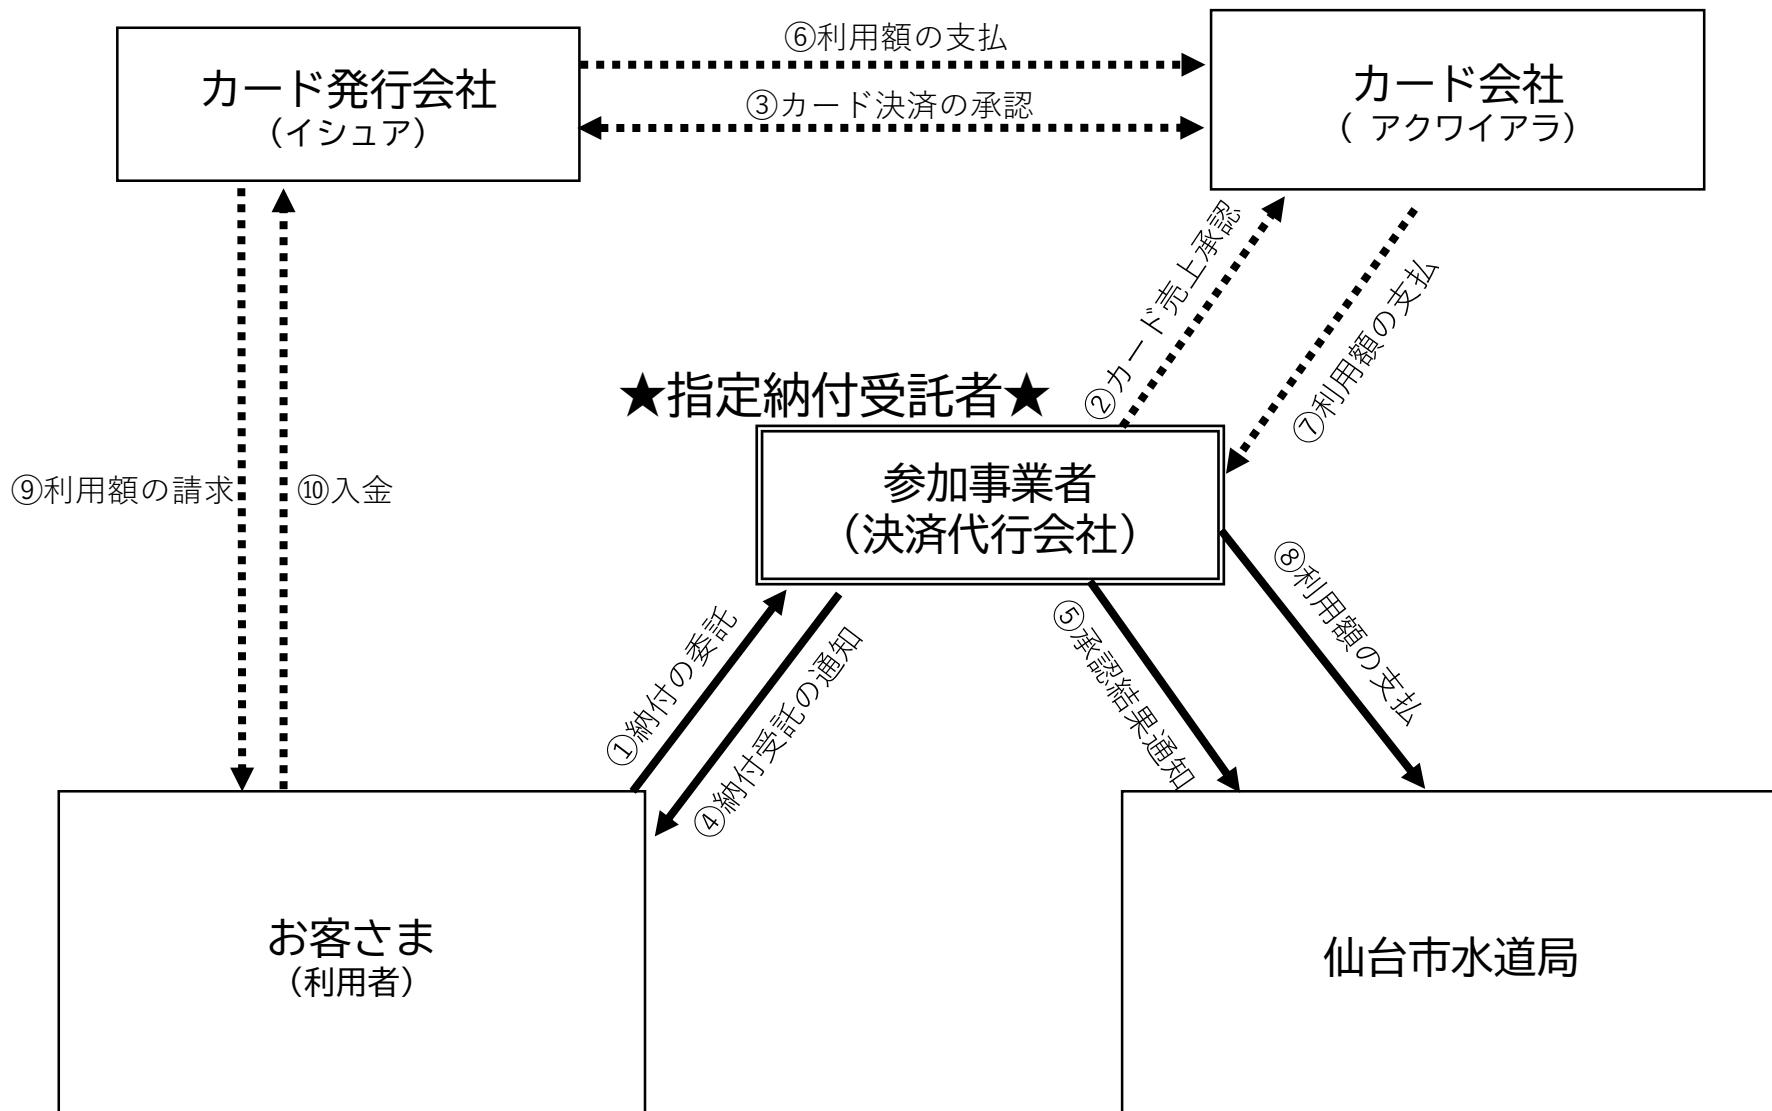 ⑥利用額の支払
カード発行会社
（イシュア）
③カード決済の承認
カード会社
（ アクワイアラ）
②カード売上承認
⑦利用額の支払
★指定納付受託者★
参加事業者
（決済代行会社）
⑨利用額の請求
⑩入金
①納付の委託
④納付受託の通知
⑤承認結果通知
⑧利用額の支払
お客さま
（利用者）
仙台市水道局